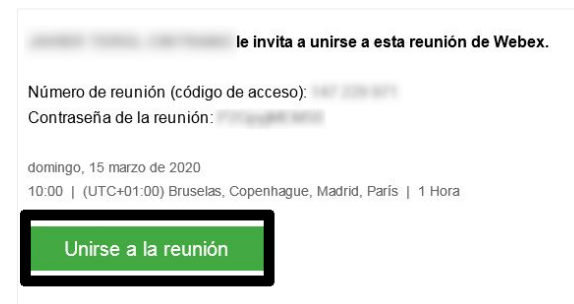 le invita a unirse a esta reunión de Webex.
Número de reunión (código de acceso):
Contraseña de la reunión:
domingo, 15 marzo de 2020
10:00 | (UTC+01:00) Bruselas, Copenhague, Madrid, París | 1 Hora
Unirse a la reunión